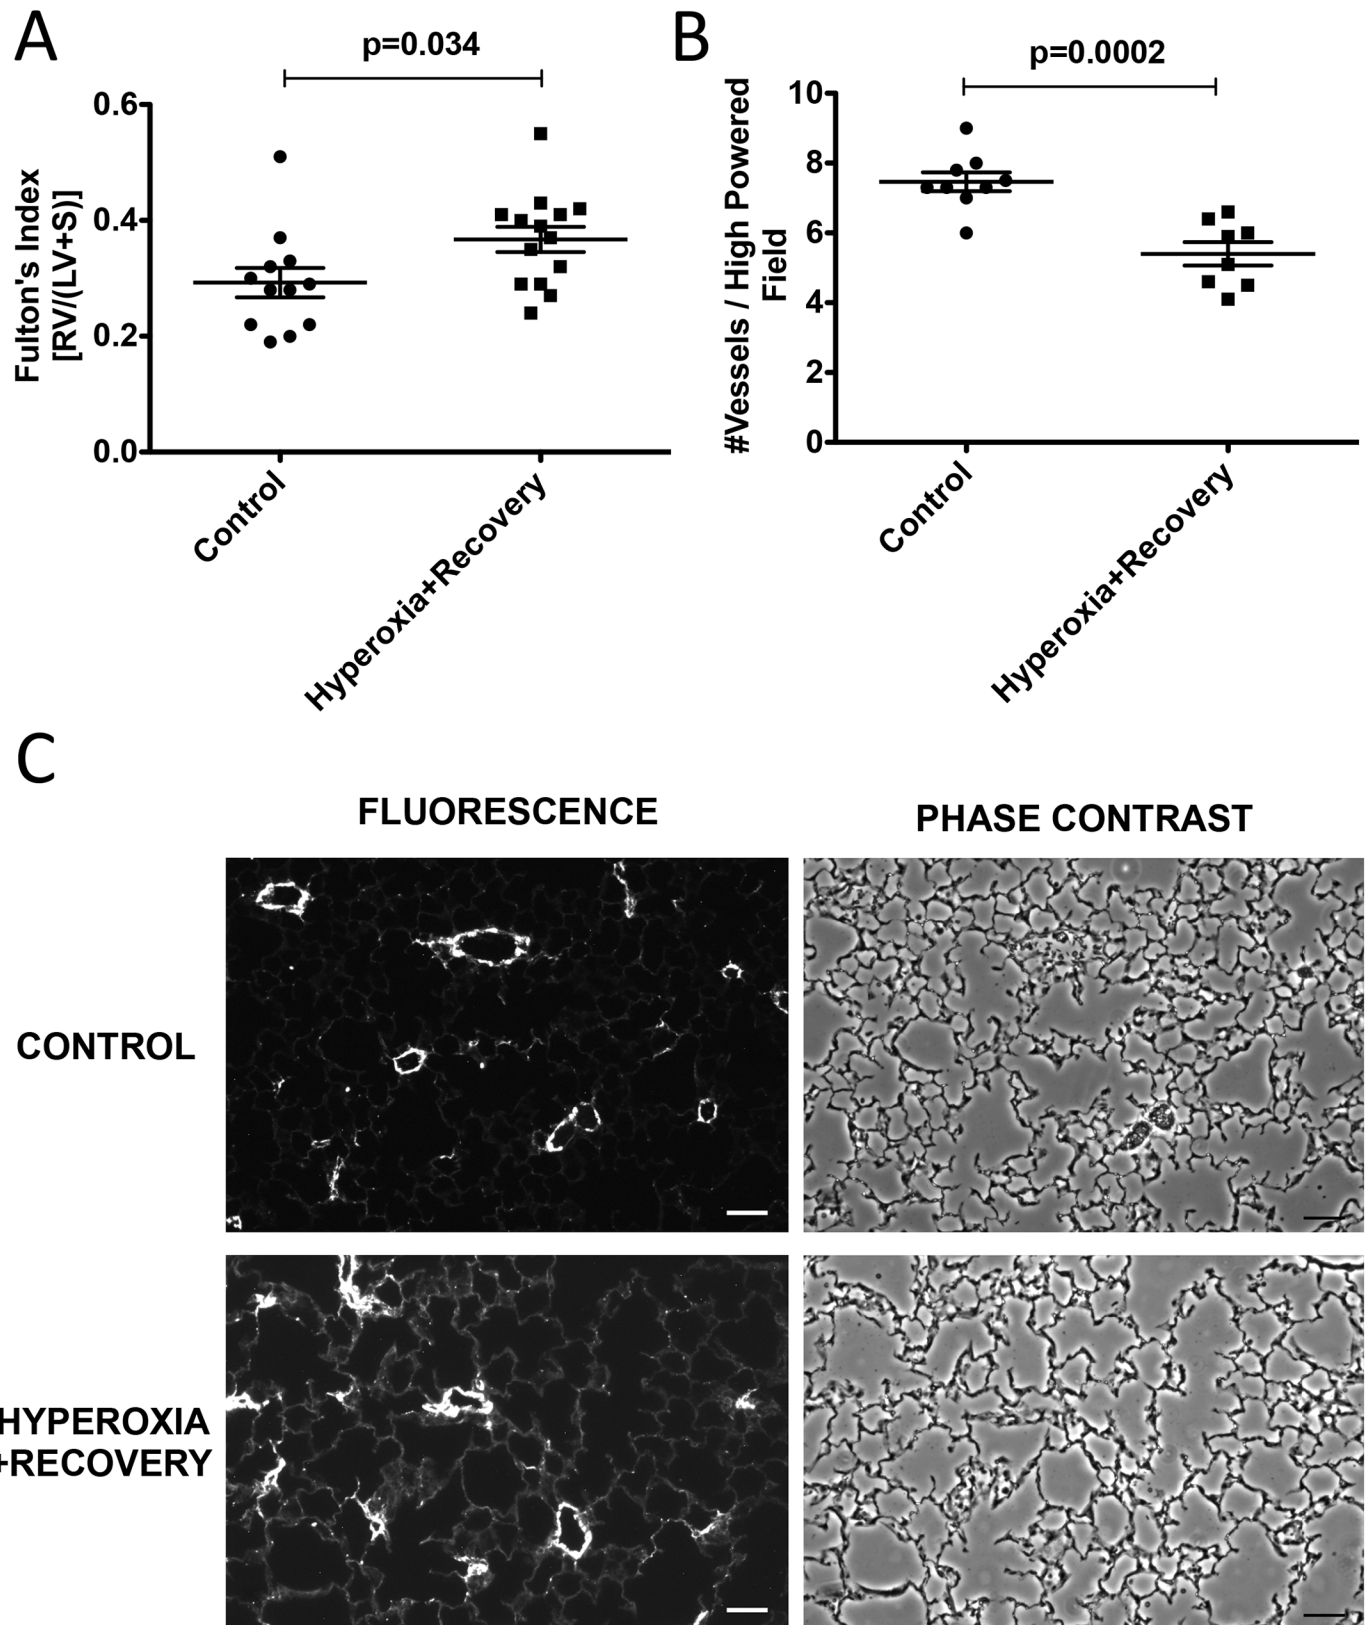 A
p=0.034
0.6
0.4
0.2
0.0
Fulton's Index
[RV/(LV+S)]
Control
Hyperoxia+Recovery
B
p=0.0002
10
8
6
4
2
0
#Vessels / High Powered
Field
Control
Hyperoxia+Recovery
C
FLUORESCENCE
PHASE CONTRAST
CONTROL
HYPEROXIA
+RECOVERY